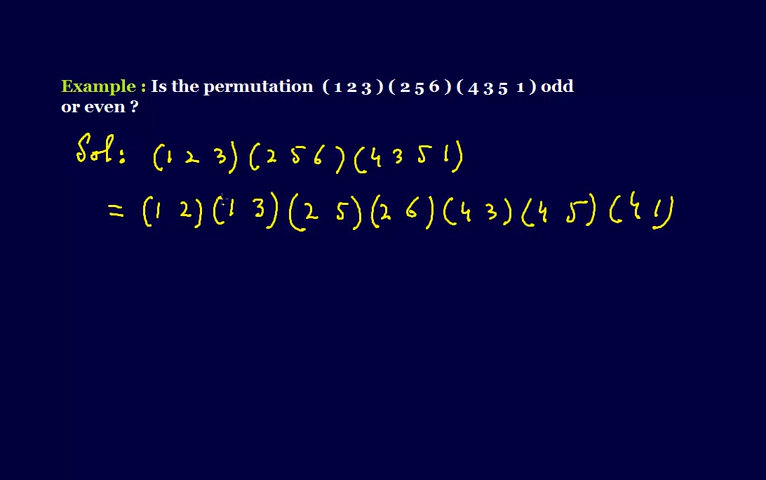 Example : Is the permutation ( 1 2 3 ) ( 2 5 6 ) ( 4 3 5 1 ) odd
or even ?
Sol: (1 2 3) (2 5 6) (4 3 5 1)
= (1 2) (1 3) (2 5) (2 6) (4 3) (4 5) (4 1)